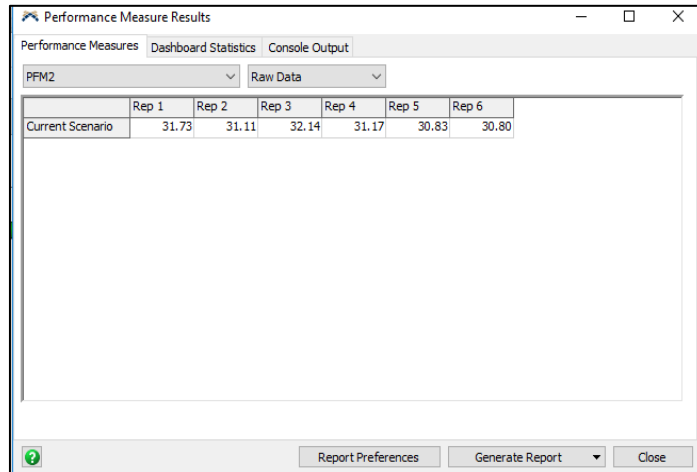 Performance Measure Results
Performance Measures Dashboard Statistics Console Output
PFM2 Raw Data
Rep 1 Rep 2 Rep 3 Rep 4 Rep 5 Rep 6
Current Scenario 31.73 31.11 32.14 31.17 30.83 30.80
? Report Preferences Generate Report Close